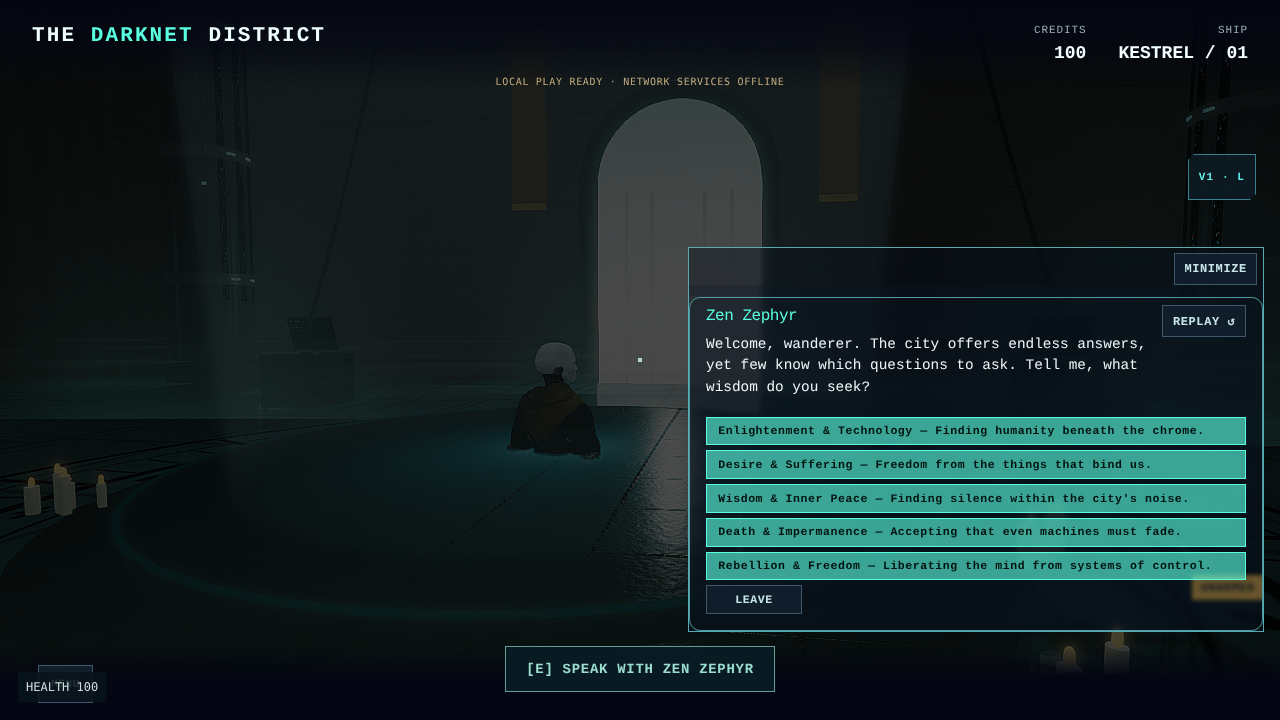 THE DARKNET DISTRICT
CREDITS
100
SHIP
KESTREL / 01
LOCAL PLAY READY · NETWORK SERVICES OFFLINE
V1 · L
MINIMIZE
Zen Zephyr
REPLAY ↺
Welcome, wanderer. The city offers endless answers,
yet few know which questions to ask. Tell me, what
wisdom do you seek?
Enlightenment & Technology — Finding humanity beneath the chrome.
Desire & Suffering — Freedom from the things that bind us.
Wisdom & Inner Peace — Finding silence within the city's noise.
Death & Impermanence — Accepting that even machines must fade.
Rebellion & Freedom — Liberating the mind from systems of control.
LEAVE
[E] SPEAK WITH ZEN ZEPHYR
HEALTH 100